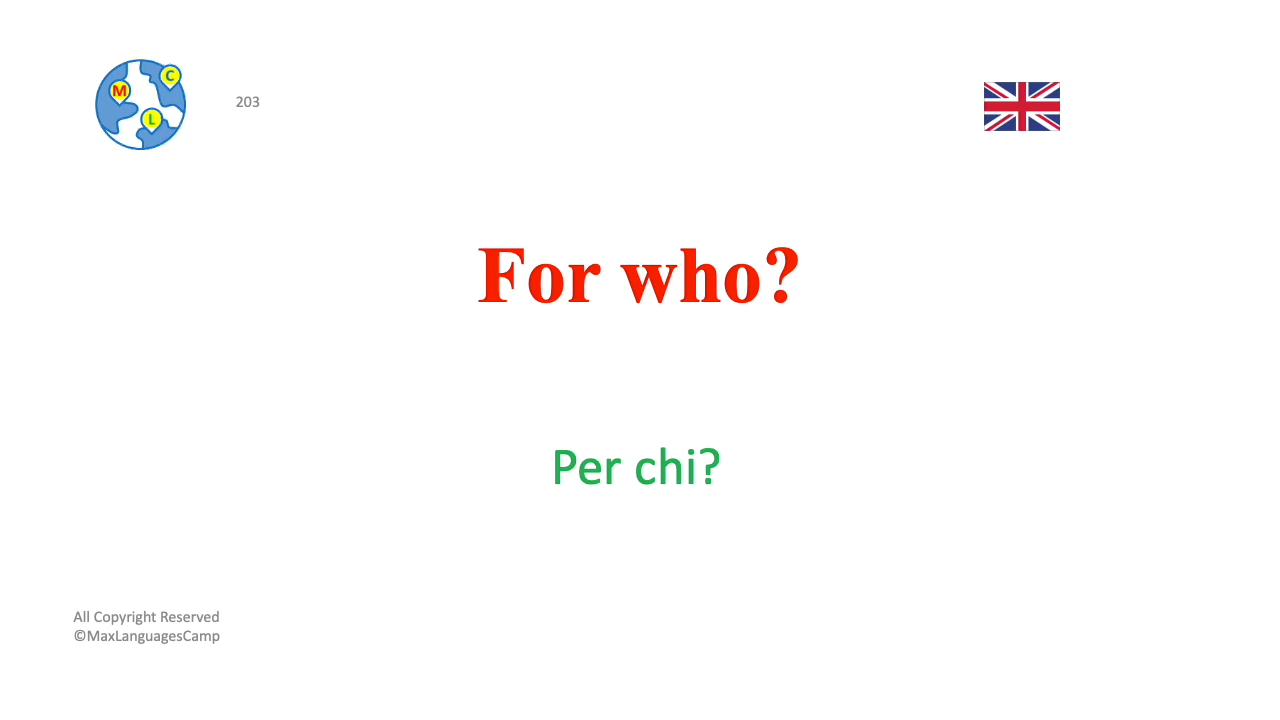 M
C
L
203
For who?
Per chi?
All Copyright Reserved
©MaxLanguagesCamp